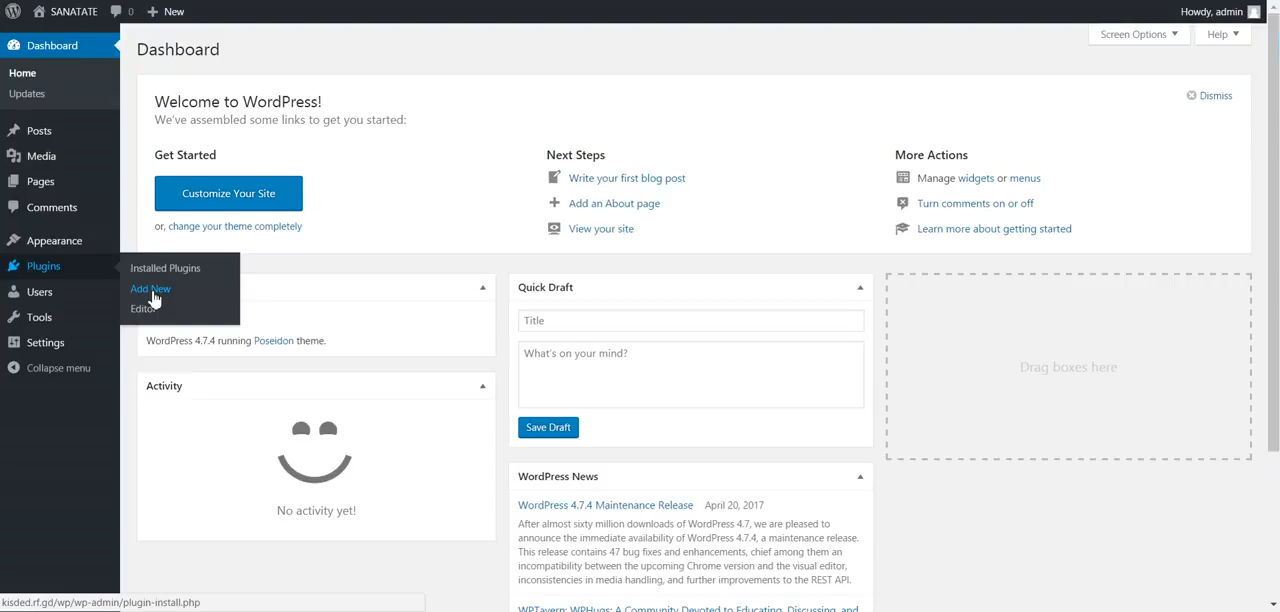 SANATATE 0 New Howdy, admin
Dashboard
Home
Updates
Posts
Media
Pages
Comments
Appearance
Plugins
Users
Tools
Settings
Collapse menu
Installed Plugins
Add New
Screen Options Help
Dashboard
Welcome to WordPress!
We've assembled some links to get you started:
Dismiss
Get Started
Customize Your Site
or, change your theme completely
Next Steps
Write your first blog post
Add an About page
View your site
More Actions
Manage widgets or menus
Turn comments on or off
Learn more about getting started
WordPress 4.7.4 running Poseidon theme.
Activity
No activity yet!
Quick Draft
Title
What's on your mind?
Save Draft
WordPress News
WordPress 4.7.4 Maintenance Release April 20, 2017
After almost sixty million downloads of WordPress 4.7, we are pleased to
announce the immediate availability of WordPress 4.7.4, a maintenance release.
This release contains 47 bug fixes and enhancements, chief among them an
incompatibility between the upcoming Chrome version and the visual editor,
inconsistencies in media handling, and further improvements to the REST API.
WPTavern: WPHugs: A Community Devoted to Educating, Discussing, and
Drag boxes here
kisded.rf.gd/wp/wp-admin/plugin-install.php